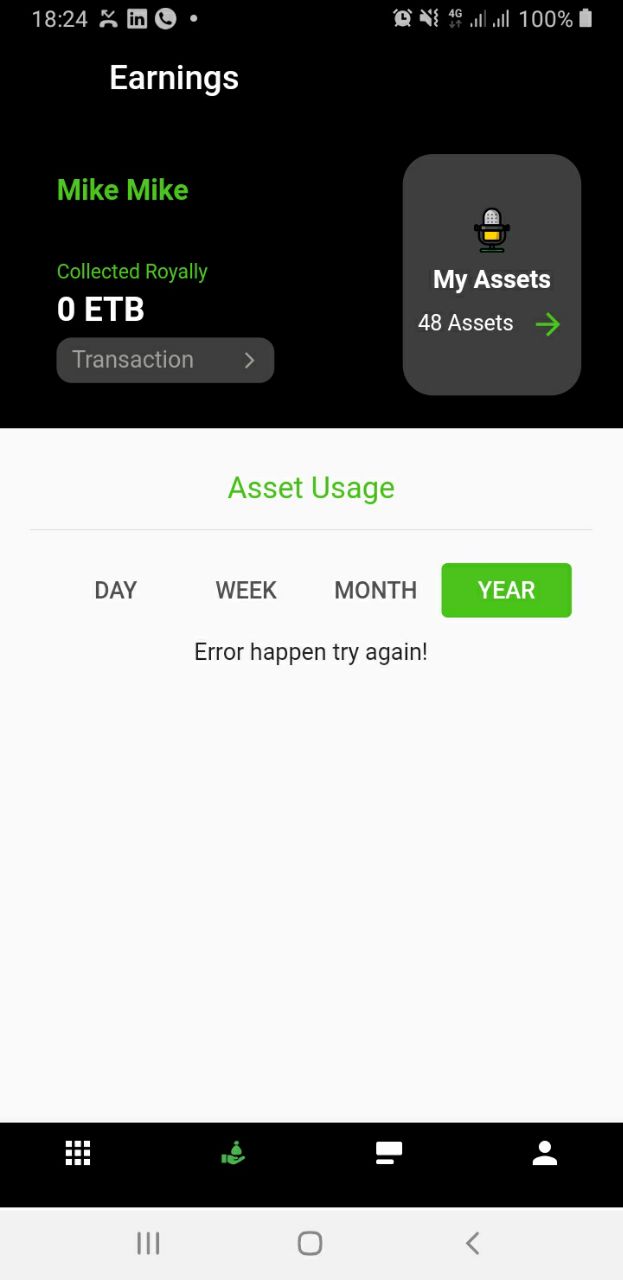 18:24 4G 100%
Earnings
Mike Mike
Collected Royally
0 ETB
Transaction
My Assets
48 Assets
Asset Usage
DAY WEEK MONTH YEAR
Error happen try again!